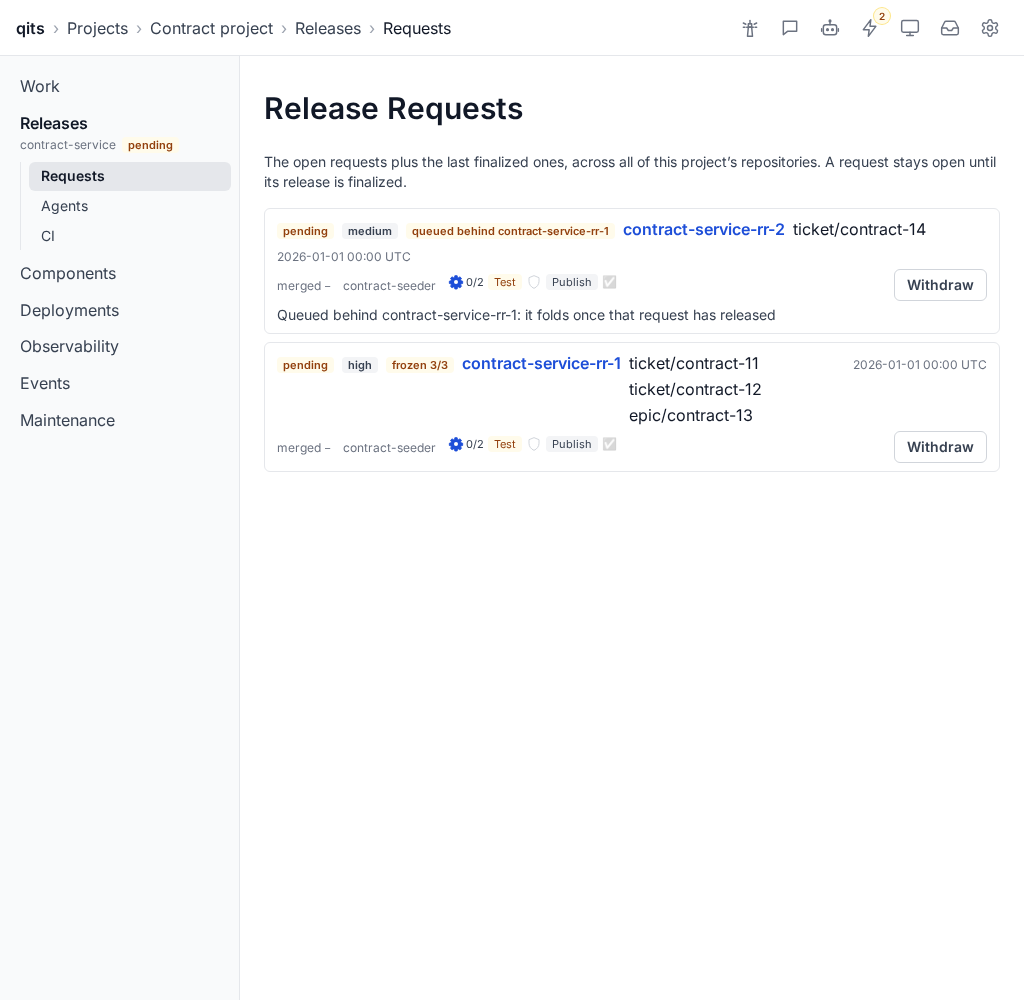 qits › Projects › Contract project › Releases › Requests
2
Work
Releases
contract-service pending
Requests
Agents
CI
Components
Deployments
Observability
Events
Maintenance
Release Requests
The open requests plus the last finalized ones, across all of this project’s repositories. A request stays open until
its release is finalized.
pending medium queued behind contract-service-rr-1 contract-service-rr-2 ticket/contract-14
2026-01-01 00:00 UTC
merged – contract-seeder 0/2 Test Publish Withdraw
Queued behind contract-service-rr-1: it folds once that request has released
pending high frozen 3/3 contract-service-rr-1 ticket/contract-11 2026-01-01 00:00 UTC
ticket/contract-12
epic/contract-13
merged – contract-seeder 0/2 Test Publish Withdraw